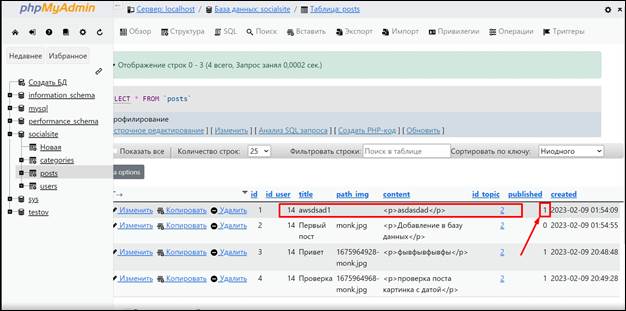 phpMyAdmin
Сервер: localhost / База данных: socialsite / Таблица: posts
Обзор Структура SQL Поиск Вставить Экспорт Импорт Привилегии Операции Триггеры
Недавнее Избранное
Отображение строк 0 - 3 (4 всего, Запрос занял 0,0002 сек.)
Создать БД
information_schema
mysql
performance_schema
socialsite
Новая
categories
posts
users
sys
testov
LECT * FROM `posts`
рофилирование
строчное редактирование ] [ Изменить ] [ Анализ SQL запроса ] [ Создать PHP-код ] [ Обновить ]
Показать все Количество строк: 25 Фильтровать строки: Поиск в таблице Сортировать по ключу: Ниодного
а options
id id_user title path_img content id_topic published created
Изменить Копировать Удалить 1 14 awsdsad1 <p>asdasdad</p> 2 1 2023-02-09 01:54:09
Изменить Копировать Удалить 2 14 Первый пост monk.jpg <p>Добавление в базу данных</p> 2 0 2023-02-09 01:54:55
Изменить Копировать Удалить 3 14 Привет 1675964928-monk.jpg <p>фывфывфывфы</p> 2 1 2023-02-09 20:48:48
Изменить Копировать Удалить 4 14 Проверка 1675964968-monk.jpg <p>проверка поста картинка с датой</p> 2 1 2023-02-09 20:49:28